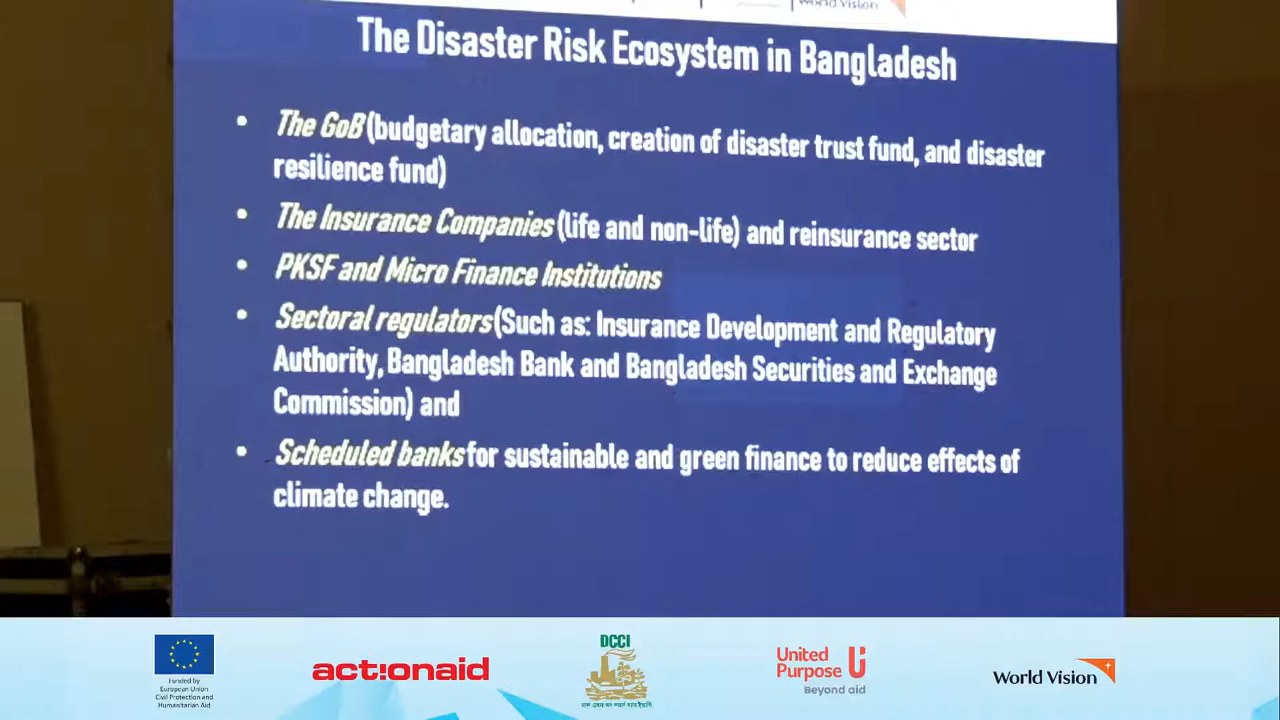 World Vision
The Disaster Risk Ecosystem in Bangladesh
• The GoB (budgetary allocation, creation of disaster trust fund, and disaster
resilience fund)
• The Insurance Companies (life and non-life) and reinsurance sector
• PKSF and Micro Finance Institutions
• Sectoral regulators (Such as: Insurance Development and Regulatory
Authority, Bangladesh Bank and Bangladesh Securities and Exchange
Commission) and
• Scheduled banks for sustainable and green finance to reduce effects of
climate change.
Funded by
European Union
Civil Protection and
Humanitarian Aid
act!onaid
DCCI
United
Purpose
Beyond aid
World Vision